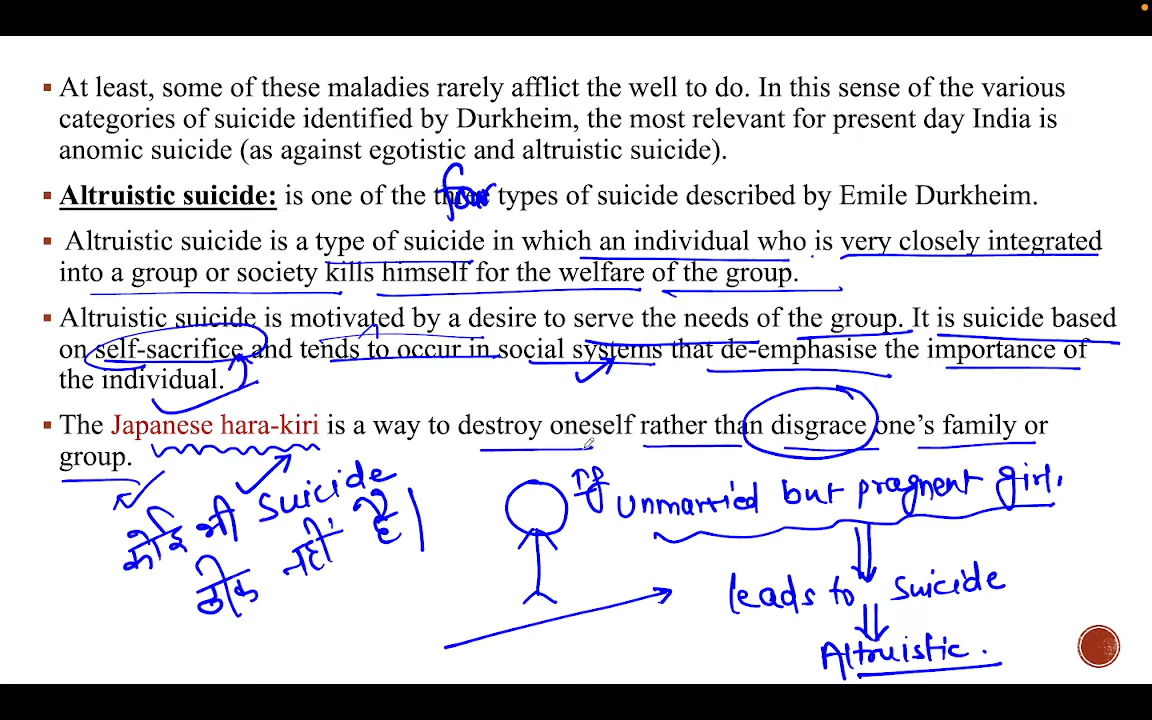 ▪ At least, some of these maladies rarely afflict the well to do. In this sense of the various
categories of suicide identified by Durkheim, the most relevant for present day India is
anomic suicide (as against egotistic and altruistic suicide).
▪ Altruistic suicide: is one of the four types of suicide described by Emile Durkheim.
▪ Altruistic suicide is a type of suicide in which an individual who is very closely integrated
into a group or society kills himself for the welfare of the group.
▪ Altruistic suicide is motivated by a desire to serve the needs of the group. It is suicide based
on self-sacrifice and tends to occur in social systems that de-emphasise the importance of
the individual.
▪ The Japanese hara-kiri is a way to destroy oneself rather than disgrace one's family or
group.
कोई भी suicide
ठीक नहीं है।
unmarried but pragnent girl.
leads to suicide
Altruistic.